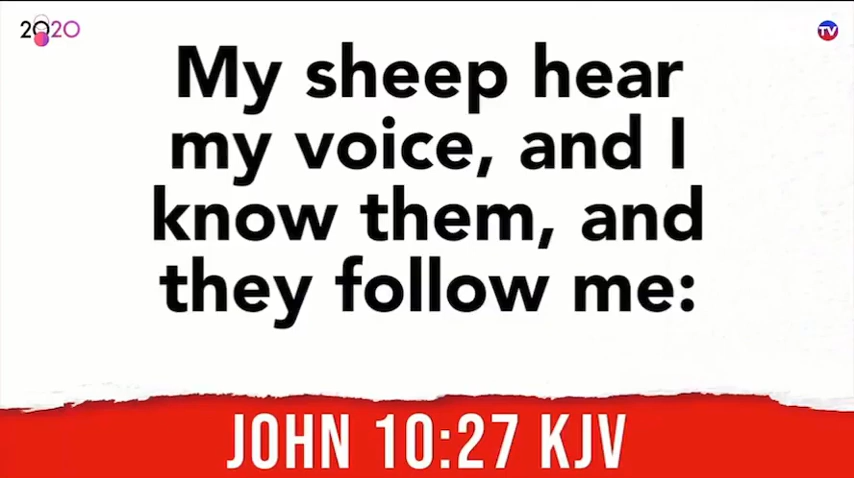 2020
TV
My sheep hear
my voice, and I
know them, and
they follow me:
JOHN 10:27 KJV